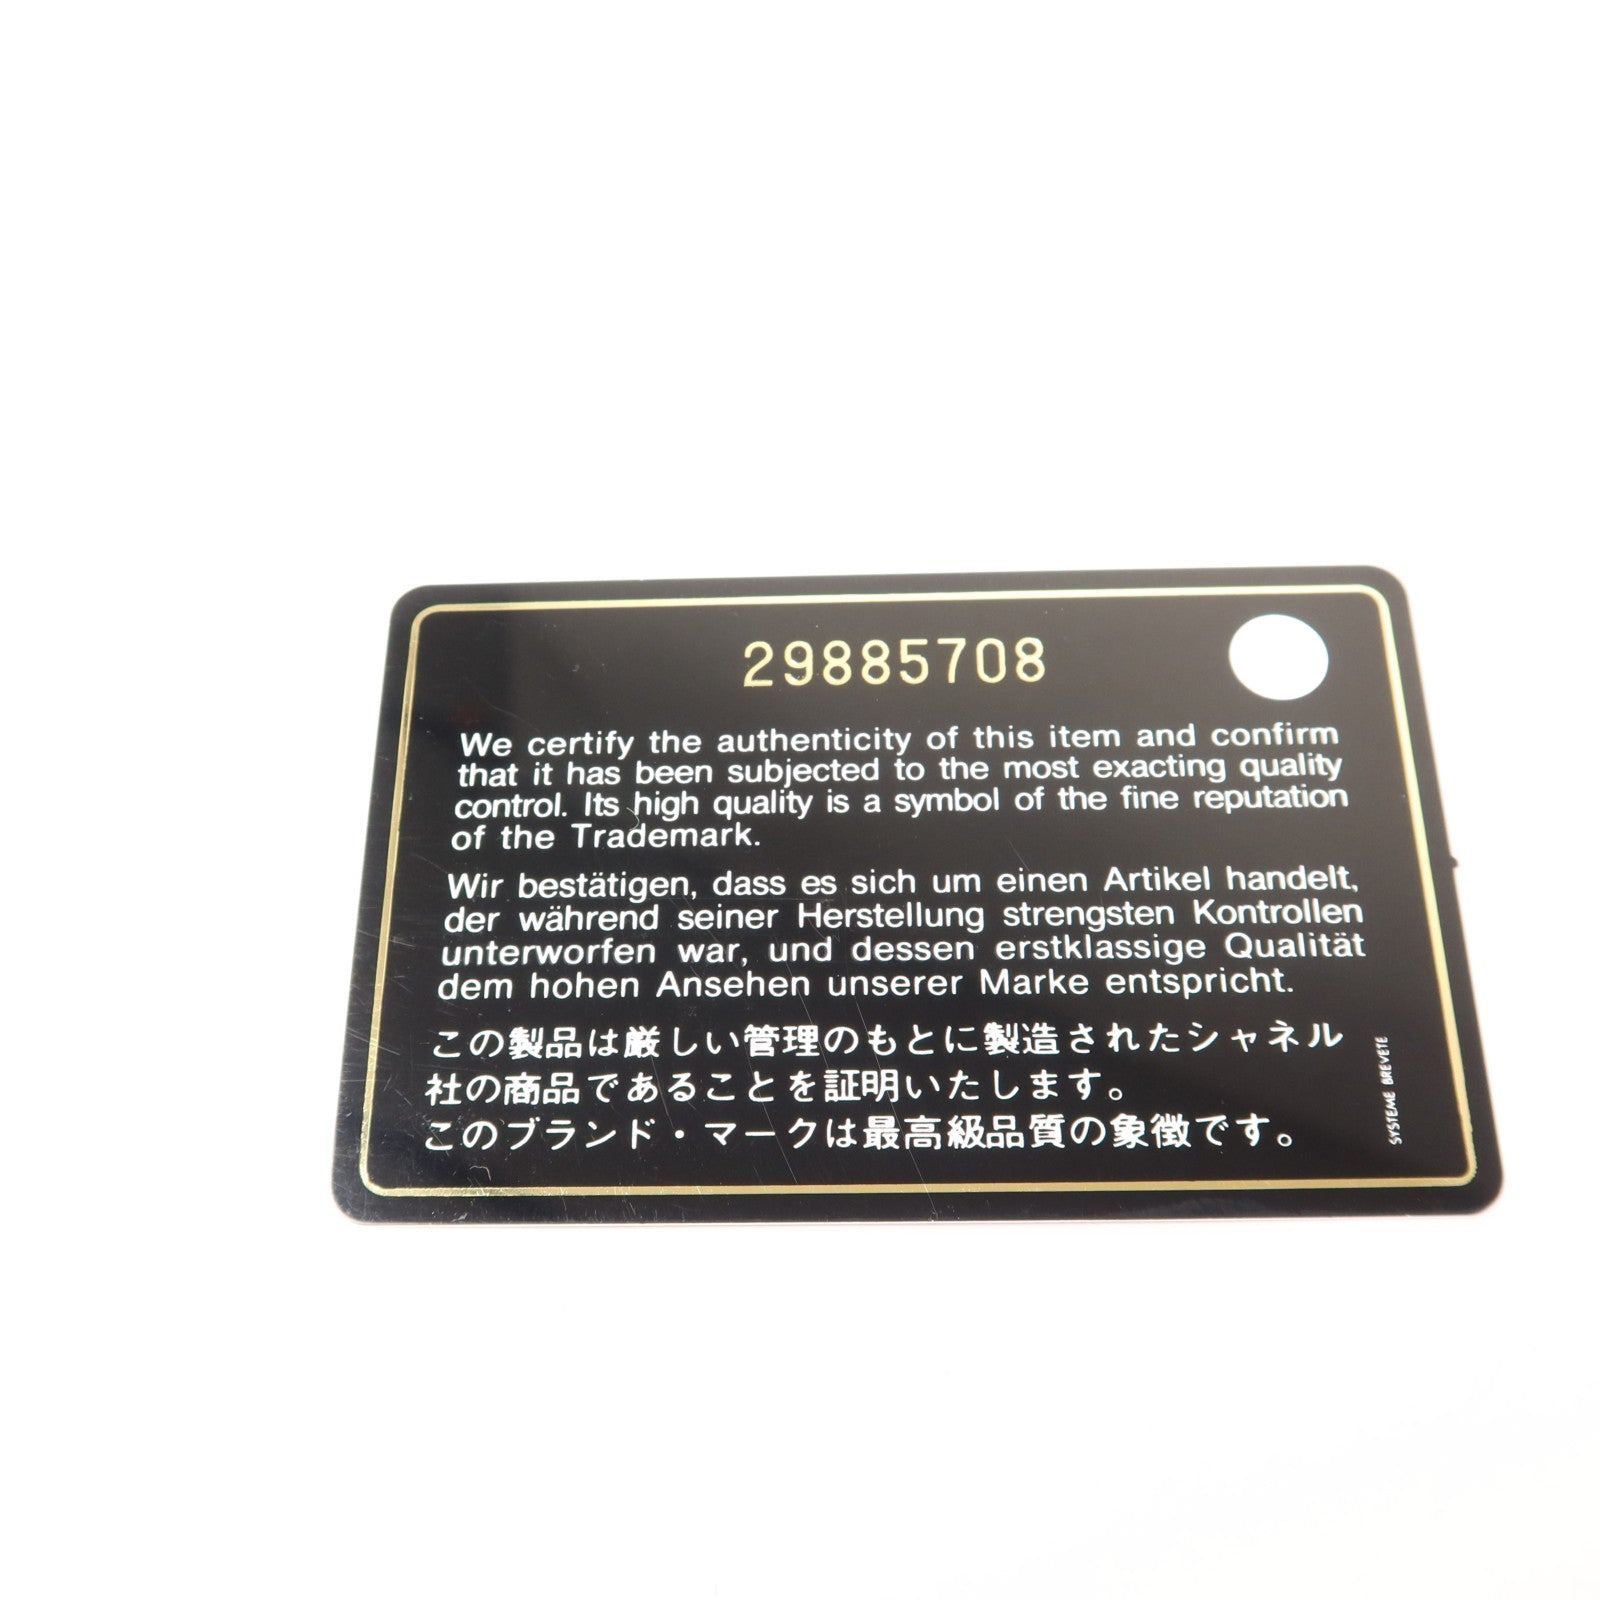 29885708
We certify the authenticity of this item and confirm
that it has been subjected to the most exacting quality
control. Its high quality is a symbol of the fine reputation
of the Trademark.
Wir bestätigen, dass es sich um einen Artikel handelt,
der während seiner Herstellung strengsten Kontrollen
unterworfen war, und dessen erstklassige Qualität
dem hohen Ansehen unserer Marke entspricht.
この製品は厳しい管理のもとに製造されたシャネル
社の商品であることを証明いたします。
このブランド・マークは最高級品質の象徴です。
SYSTEME BREVETE